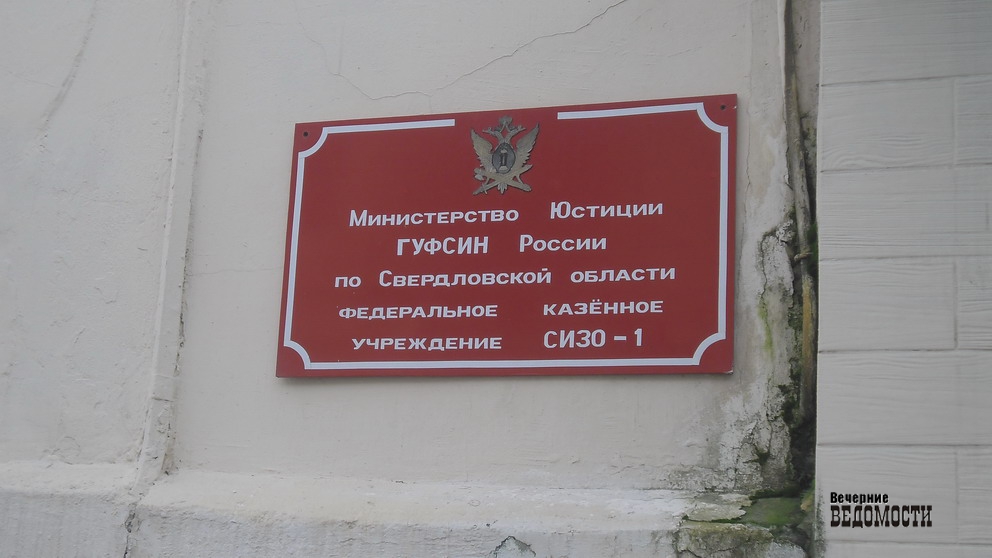 Министерство Юстиции
ГУФСИН России
по Свердловской области
федеральное казённое
учреждение СИЗО-1
Вечерние
ВЕДОМОСТИ